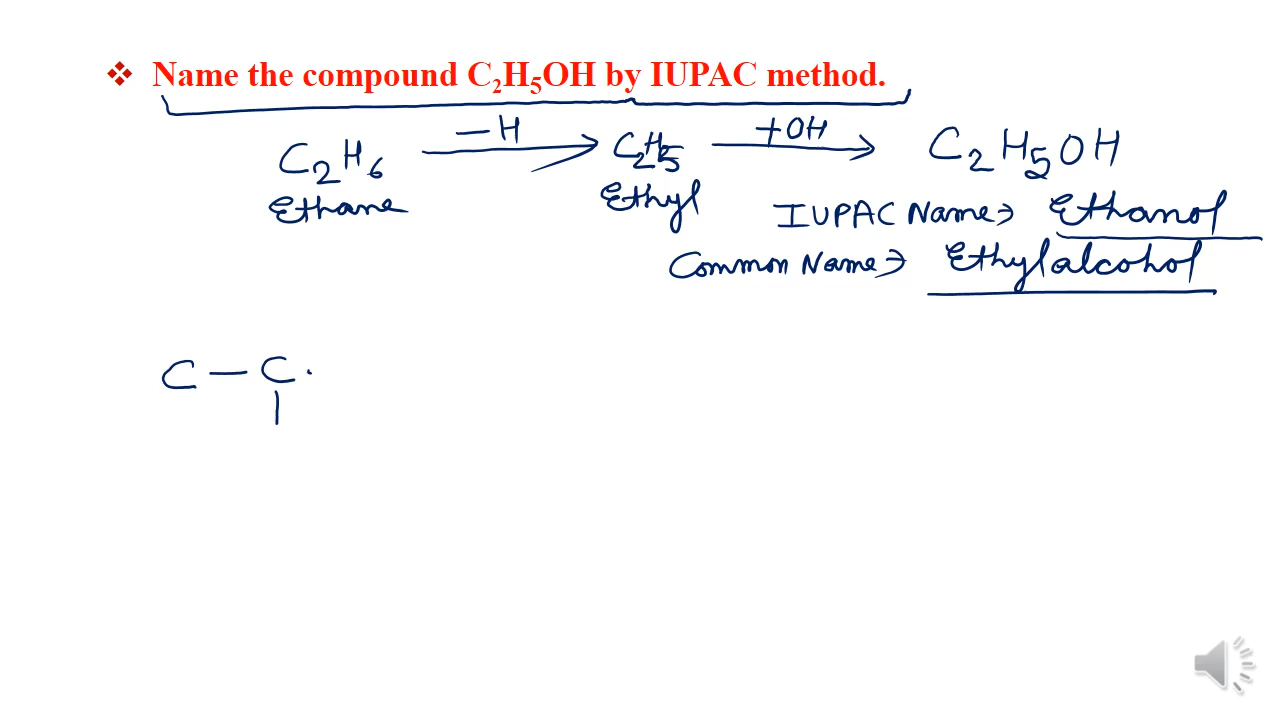 ❖ Name the compound C₂H₅OH by IUPAC method.
C₂H₆ —H→ C₂H₅ +OH→ C₂H₅OH
Ethane Ethyl
IUPAC Name → Ethanol
Common Name → Ethylalcohol
C — C